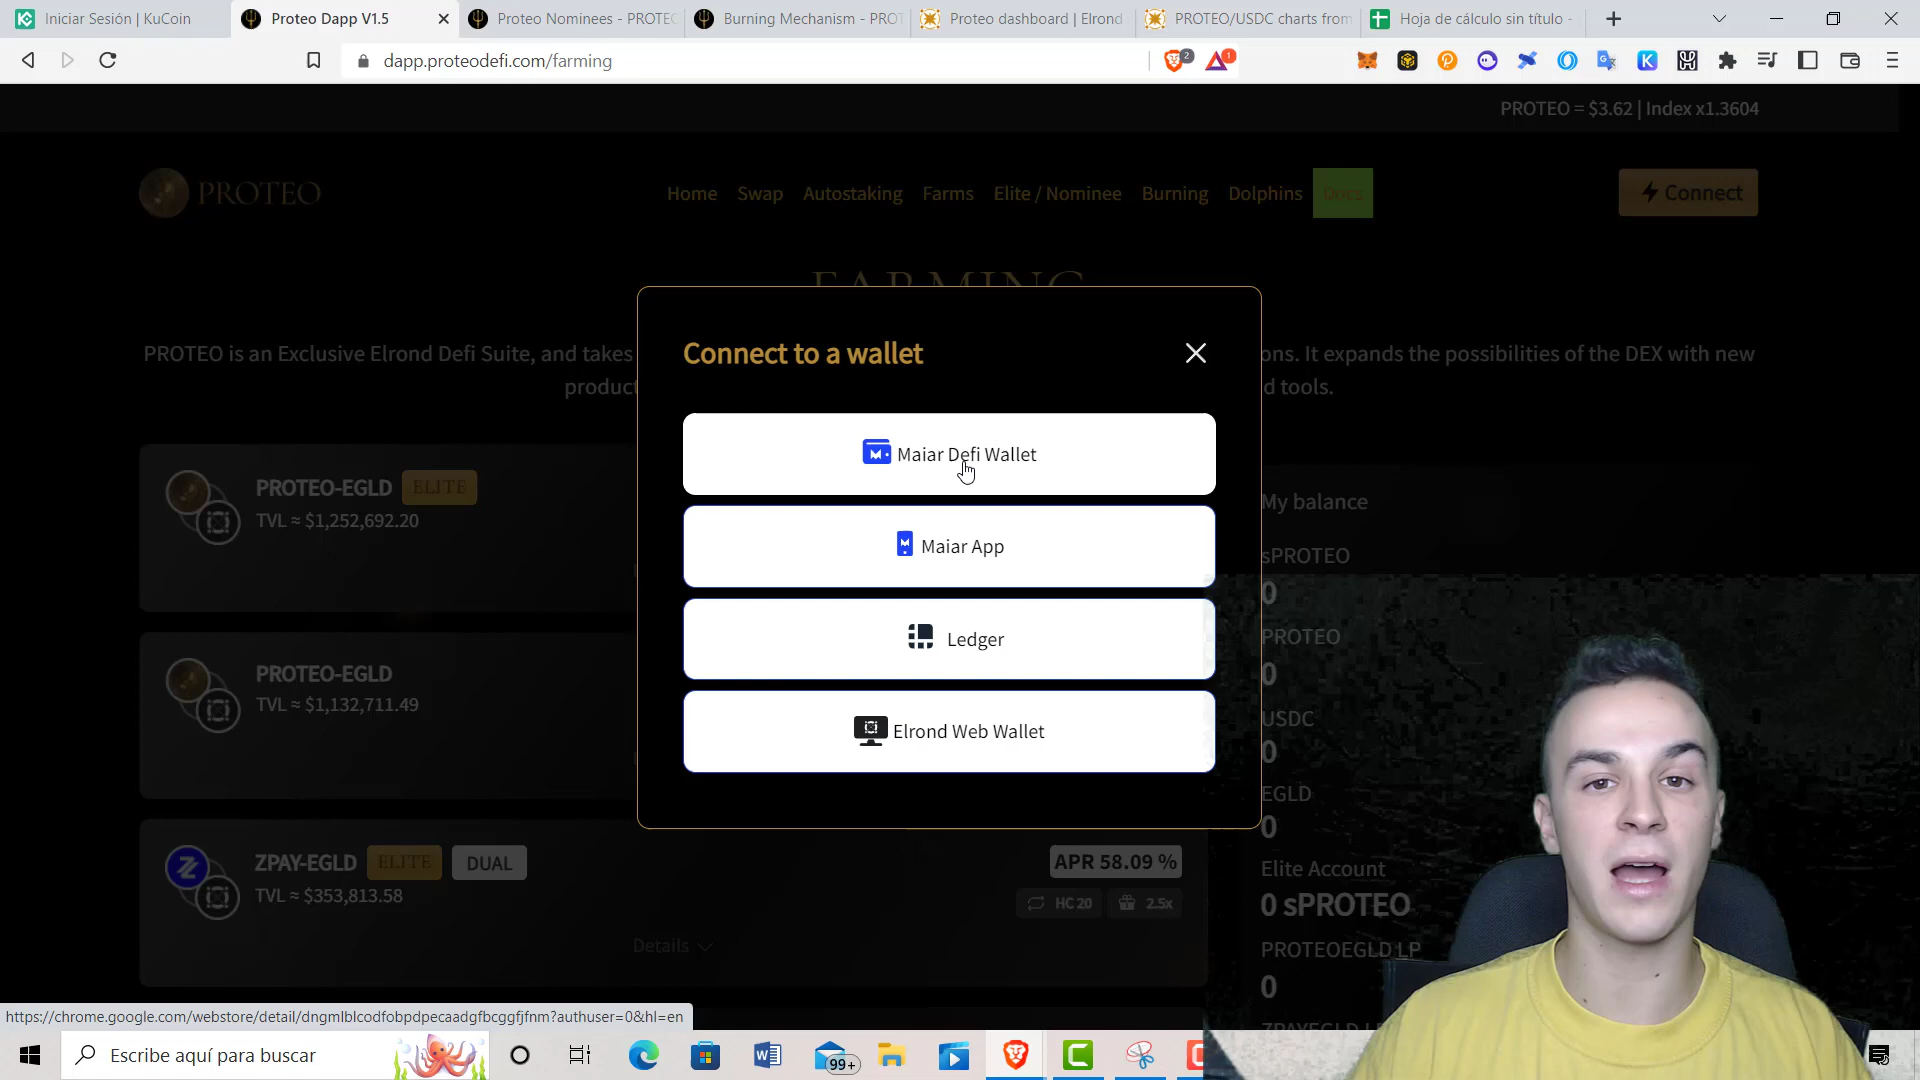 Iniciar Sesión | KuCoin
Proteo Dapp V1.5
Proteo Nominees - PROTEO
Burning Mechanism - PROT
Proteo dashboard | Elrond
PROTEO/USDC charts from
Hoja de cálculo sin título -
dapp.proteodefi.com/farming
2
1
PROTEO = $3.62 | Index x1.3604
PROTEO
Home
Swap
Autostaking
Farms
Elite / Nominee
Burning
Dolphins
Docs
Connect
FARMING
PROTEO is an Exclusive Elrond Defi Suite, and takes
ons. It expands the possibilities of the DEX with new
product
d tools.
Connect to a wallet
Maiar Defi Wallet
Maiar App
Ledger
Elrond Web Wallet
PROTEO-EGLD
ELITE
TVL ≈ $1,252,692.20
PROTEO-EGLD
TVL ≈ $1,132,711.49
ZPAY-EGLD
ELITE
DUAL
TVL ≈ $353,813.58
APR 58.09 %
HC 20
2.5x
Details
My balance
sPROTEO
0
PROTEO
0
USDC
0
EGLD
0
Elite Account
0 sPROTEO
PROTEOEGLD LP
0
https://chrome.google.com/webstore/detail/dngmlblcodfobpdpecaadgfbcggfjfnm?authuser=0&hl=en
Escribe aquí para buscar
99+